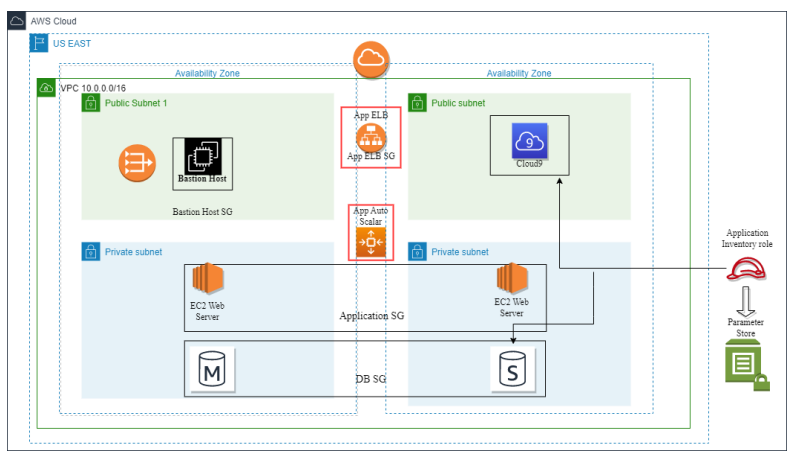 AWS Cloud
US EAST
Availability Zone
Availability Zone
VPC 10.0.0.0/16
Public Subnet 1
App ELB
Public subnet
9
App ELB SG
Cloud9
Bastion Host
Bastion Host SG
App Auto
Scalar
Application
Inventory role
Private subnet
Private subnet
EC2 Web
Server
EC2 Web
Server
Application SG
Parameter
Store
M
S
DB SG